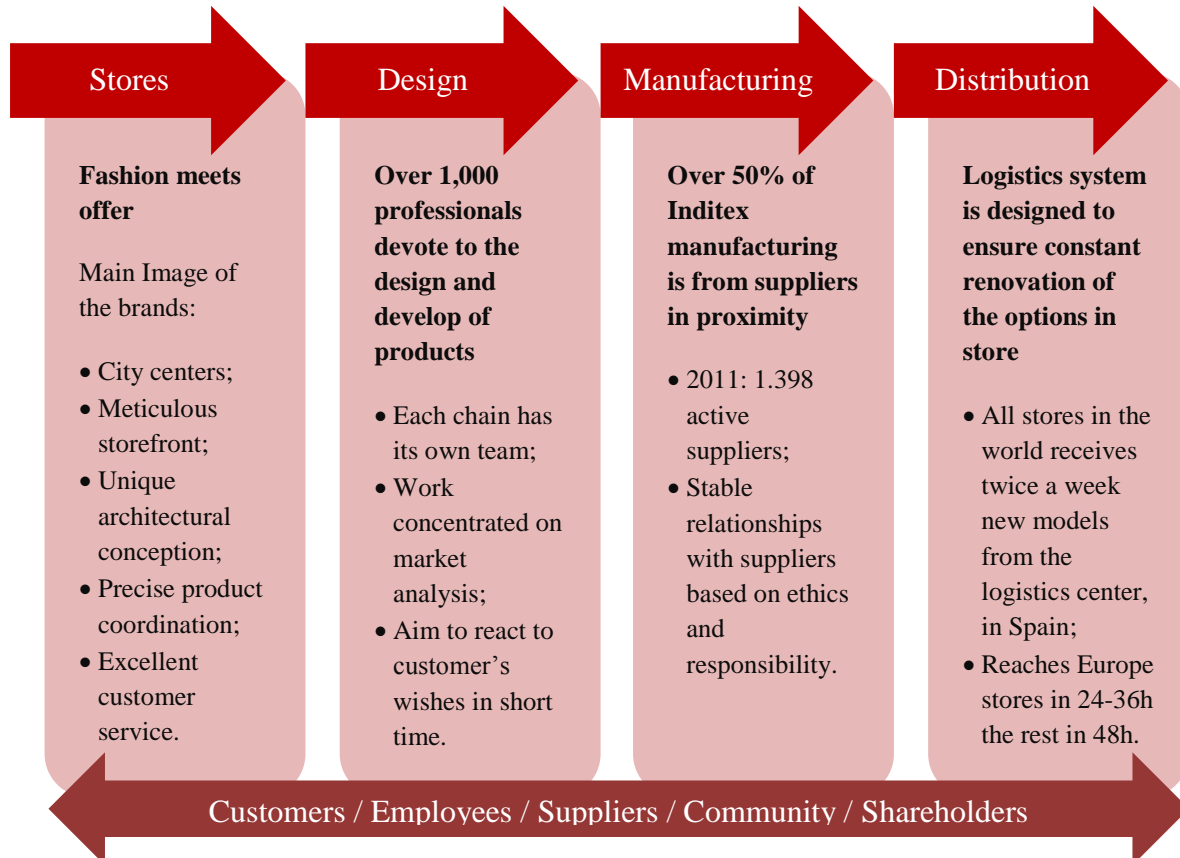 Stores
Fashion meets
offer
Main Image of
the brands:
• City centers;
• Meticulous
storefront;
• Unique
architectural
conception;
• Precise product
coordination;
• Excellent
customer
service.
Design
Over 1,000
professionals
devote to the
design and
develop of
products
• Each chain has
its own team;
• Work
concentrated on
market
analysis;
• Aim to react to
customer’s
wishes in short
time.
Manufacturing
Over 50% of
Inditex
manufacturing
is from suppliers
in proximity
• 2011: 1.398
active
suppliers;
• Stable
relationships
with suppliers
based on ethics
and
responsibility.
Distribution
Logistics system
is designed to
ensure constant
renovation of
the options in
store
• All stores in the
world receives
twice a week
new models
from the
logistics center,
in Spain;
• Reaches Europe
stores in 24-36h
the rest in 48h.
Customers / Employees / Suppliers / Community / Shareholders